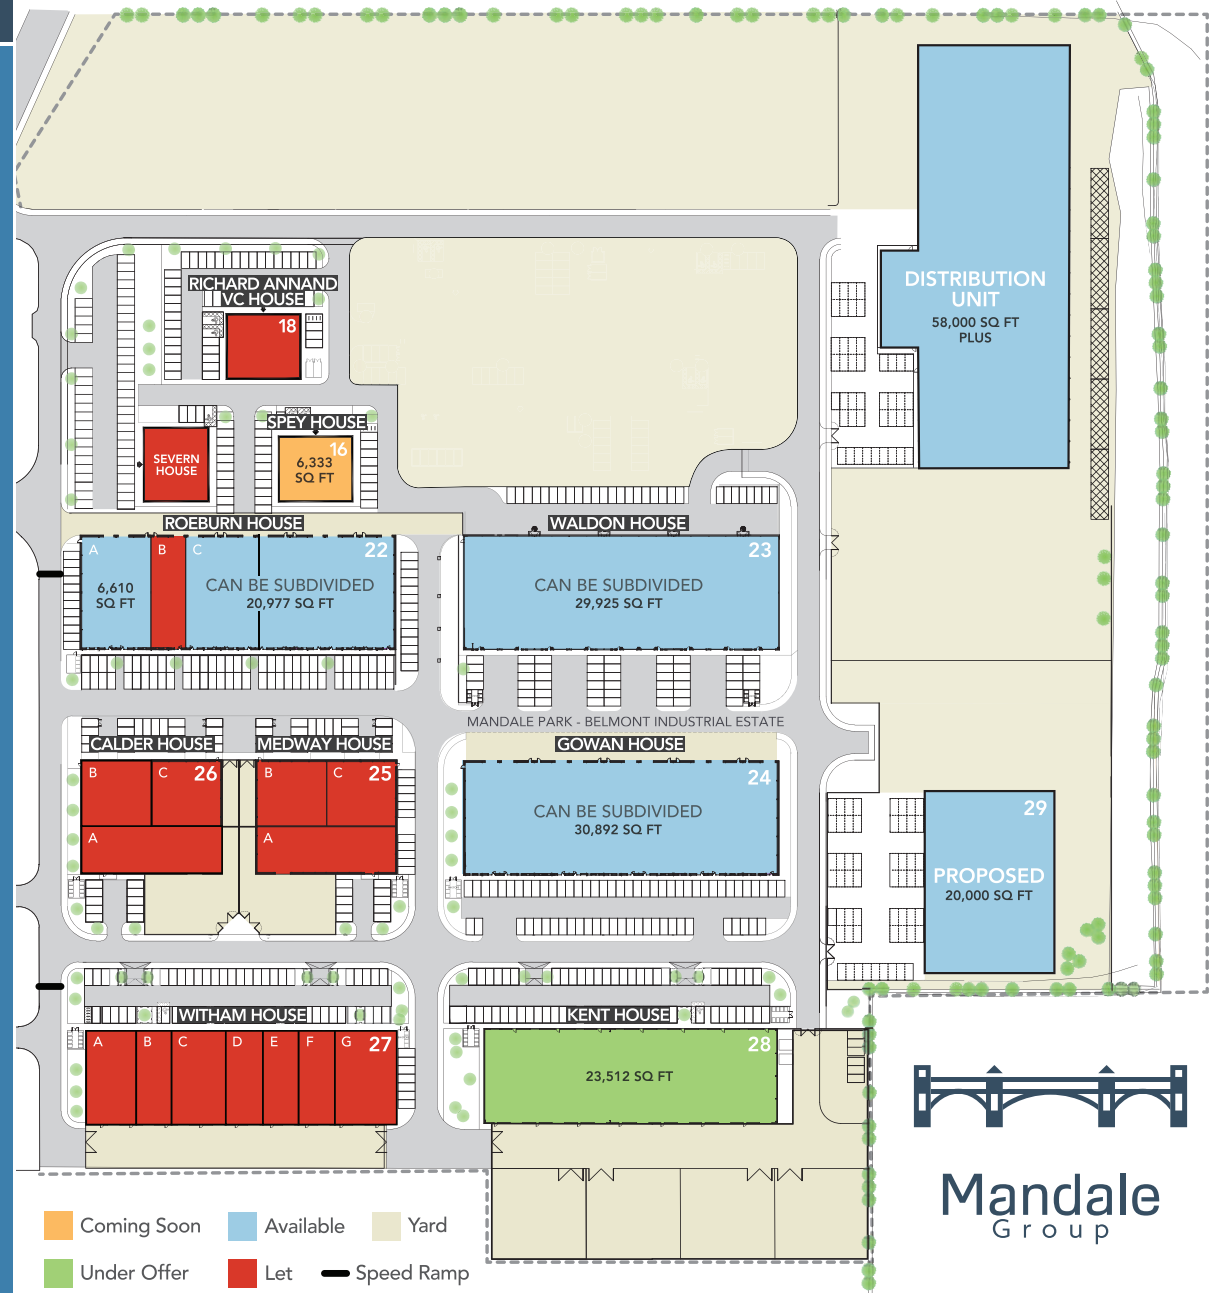 DISTRIBUTION
UNIT
58,000 SQ FT
PLUS
RICHARD ANNAND
VC HOUSE
18
SPEY HOUSE
16
6,333
SQ FT
SEVERN
HOUSE
ROEBURN HOUSE
A
B
C
22
6,610
SQ FT
CAN BE SUBDIVIDED
20,977 SQ FT
WALDON HOUSE
23
CAN BE SUBDIVIDED
29,925 SQ FT
MANDALE PARK - BELMONT INDUSTRIAL ESTATE
CALDER HOUSE
B
C
26
A
MEDWAY HOUSE
B
C
25
A
GOWAN HOUSE
24
CAN BE SUBDIVIDED
30,892 SQ FT
29
PROPOSED
20,000 SQ FT
WITHAM HOUSE
A
B
C
D
E
F
G
27
KENT HOUSE
28
23,512 SQ FT
Mandale
Group
Coming Soon
Available
Yard
Under Offer
Let
Speed Ramp